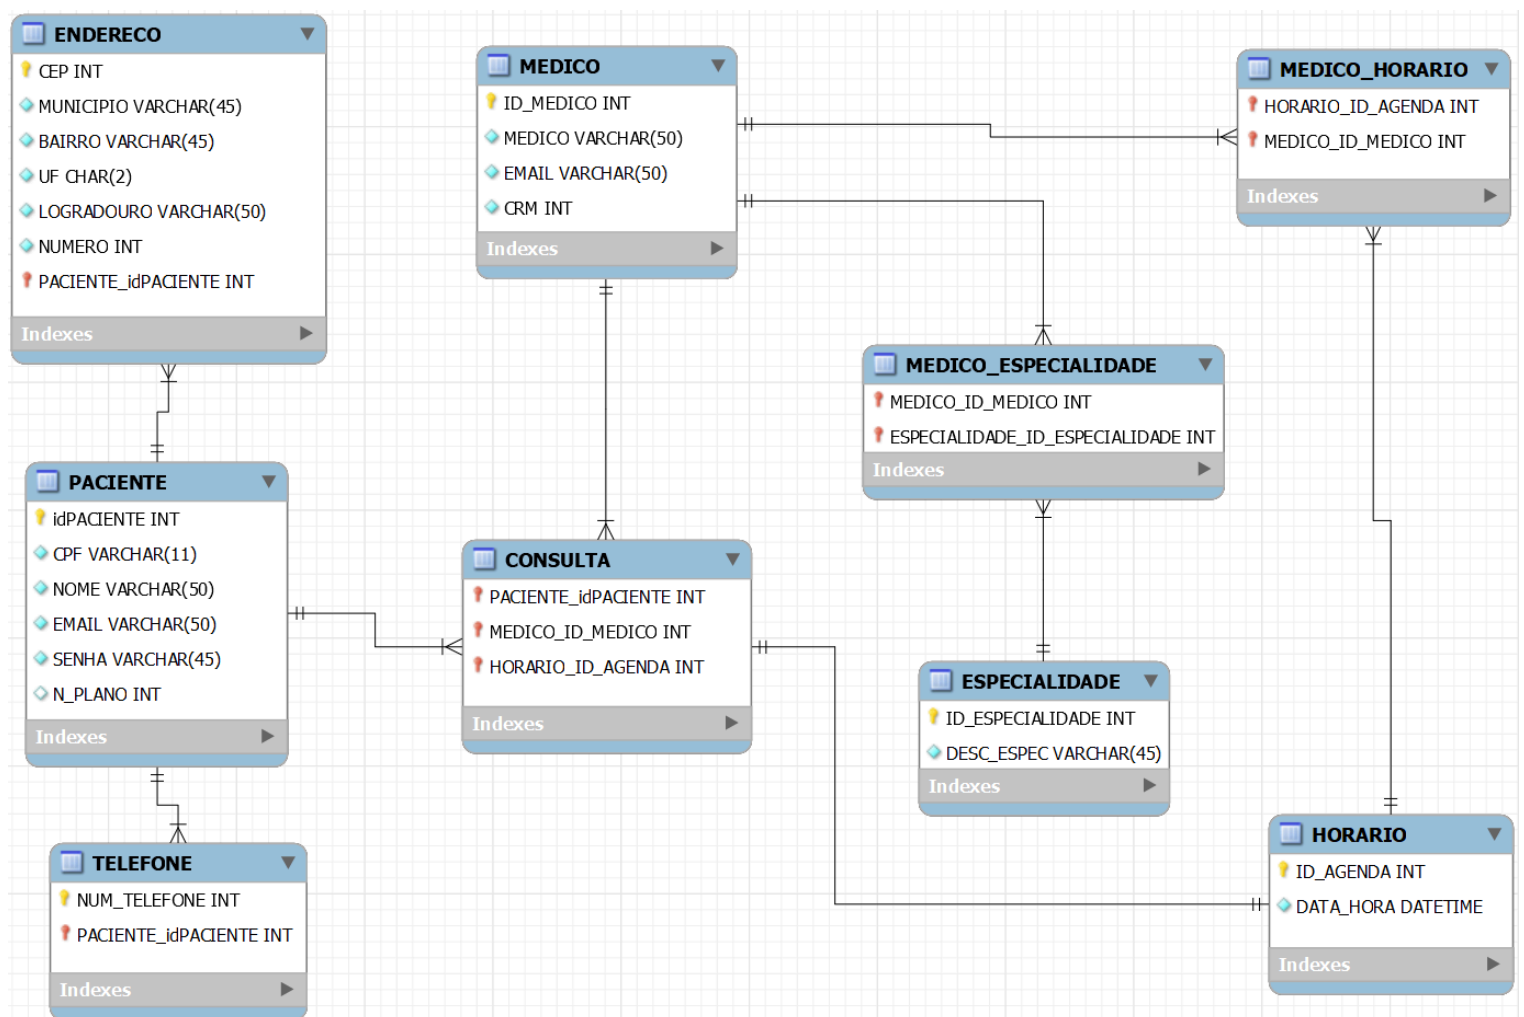 ENDERECO
CEP INT
MUNICIPIO VARCHAR(45)
BAIRRO VARCHAR(45)
UF CHAR(2)
LOGRADOURO VARCHAR(50)
NUMERO INT
PACIENTE_idPACIENTE INT
Indexes
MEDICO
ID_MEDICO INT
MEDICO VARCHAR(50)
EMAIL VARCHAR(50)
CRM INT
Indexes
MEDICO_HORARIO
HORARIO_ID_AGENDA INT
MEDICO_ID_MEDICO INT
Indexes
MEDICO_ESPECIALIDADE
MEDICO_ID_MEDICO INT
ESPECIALIDADE_ID_ESPECIALIDADE INT
Indexes
PACIENTE
idPACIENTE INT
CPF VARCHAR(11)
NOME VARCHAR(50)
EMAIL VARCHAR(50)
SENHA VARCHAR(45)
N_PLANO INT
Indexes
CONSULTA
PACIENTE_idPACIENTE INT
MEDICO_ID_MEDICO INT
HORARIO_ID_AGENDA INT
Indexes
ESPECIALIDADE
ID_ESPECIALIDADE INT
DESC_ESPEC VARCHAR(45)
Indexes
TELEFONE
NUM_TELEFONE INT
PACIENTE_idPACIENTE INT
Indexes
HORARIO
ID_AGENDA INT
DATA_HORA DATETIME
Indexes